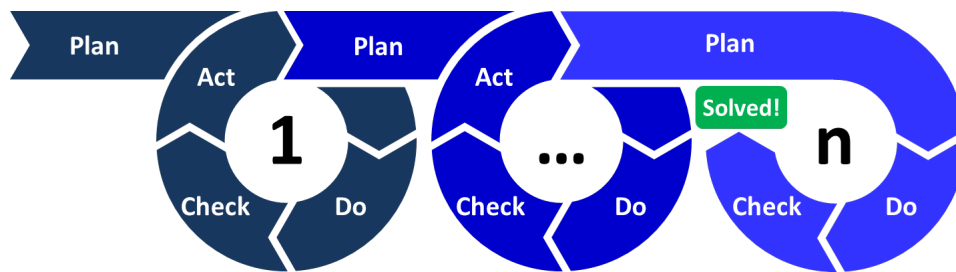 Plan
Act
1
Check
Do
Plan
Act
...
Check
Do
Plan
Solved!
n
Check
Do